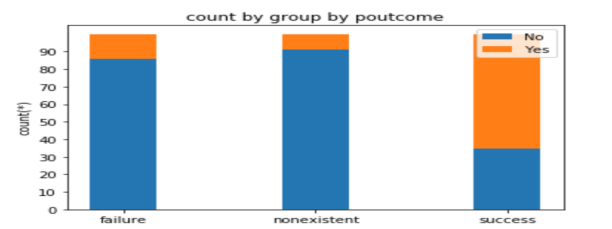 count by group by poutcome
No
Yes
90
80
70
60
50
40
30
20
10
0
count(*)
failure nonexistent success